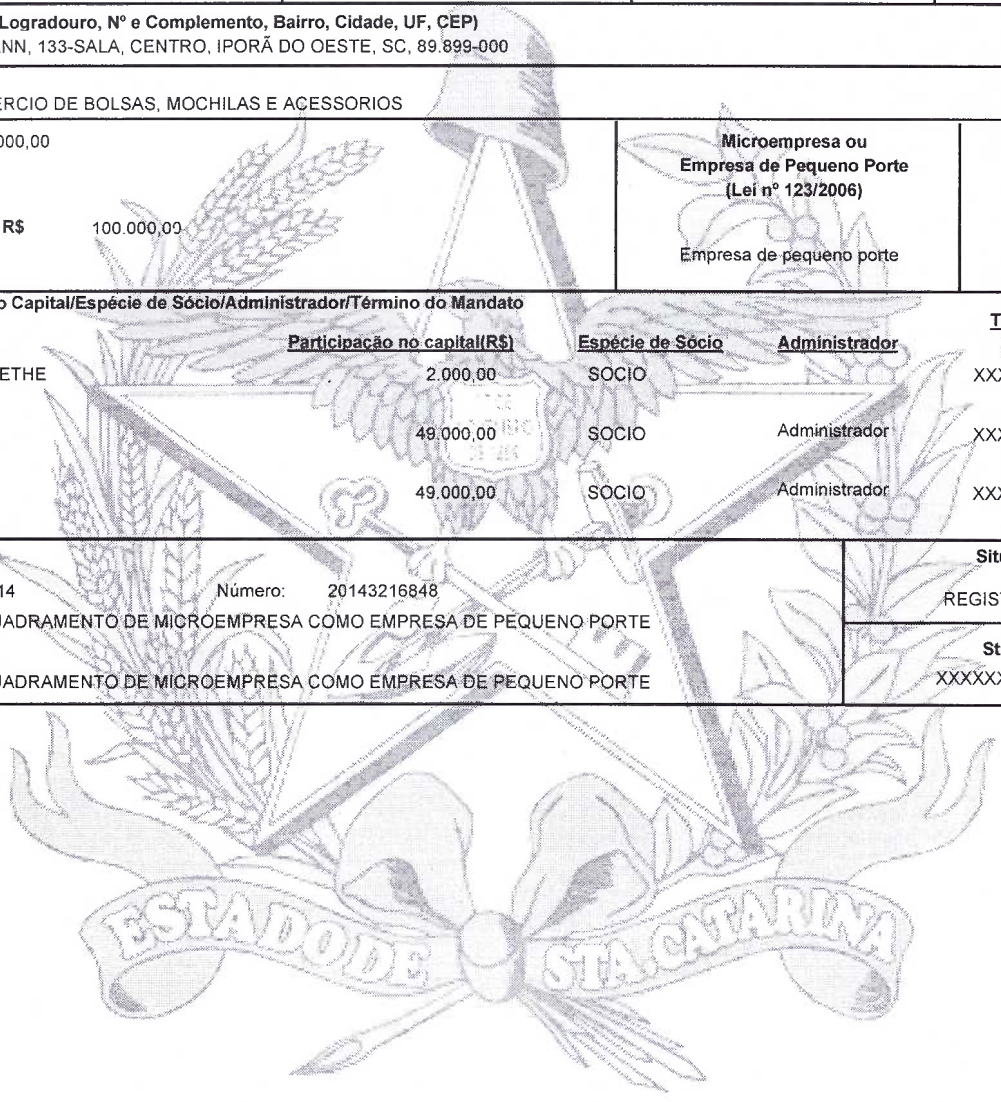 Logradouro, Nº e Complemento, Bairro, Cidade, UF, CEP)
NN, 133-SALA, CENTRO, IPORÃ DO OESTE, SC, 89.899-000
ERCIO DE BOLSAS, MOCHILAS E ACESSORIOS
000,00
R$ 100.000,00
Microempresa ou
Empresa de Pequeno Porte
(Lei nº 123/2006)
Empresa de pequeno porte
o Capital/Espécie de Sócio/Administrador/Término do Mandato
T
Participação no capital(R$) Espécie de Sócio Administrador
ETHE 2.000,00 SOCIO XX
49.000,00 SOCIO Administrador XX
49.000,00 SOCIO Administrador XX
14 Número: 20143216848
UADRAMENTO DE MICROEMPRESA COMO EMPRESA DE PEQUENO PORTE
UADRAMENTO DE MICROEMPRESA COMO EMPRESA DE PEQUENO PORTE
Situ
REGIST
St
XXXXXX
ESTADO DE STA. CATARINA